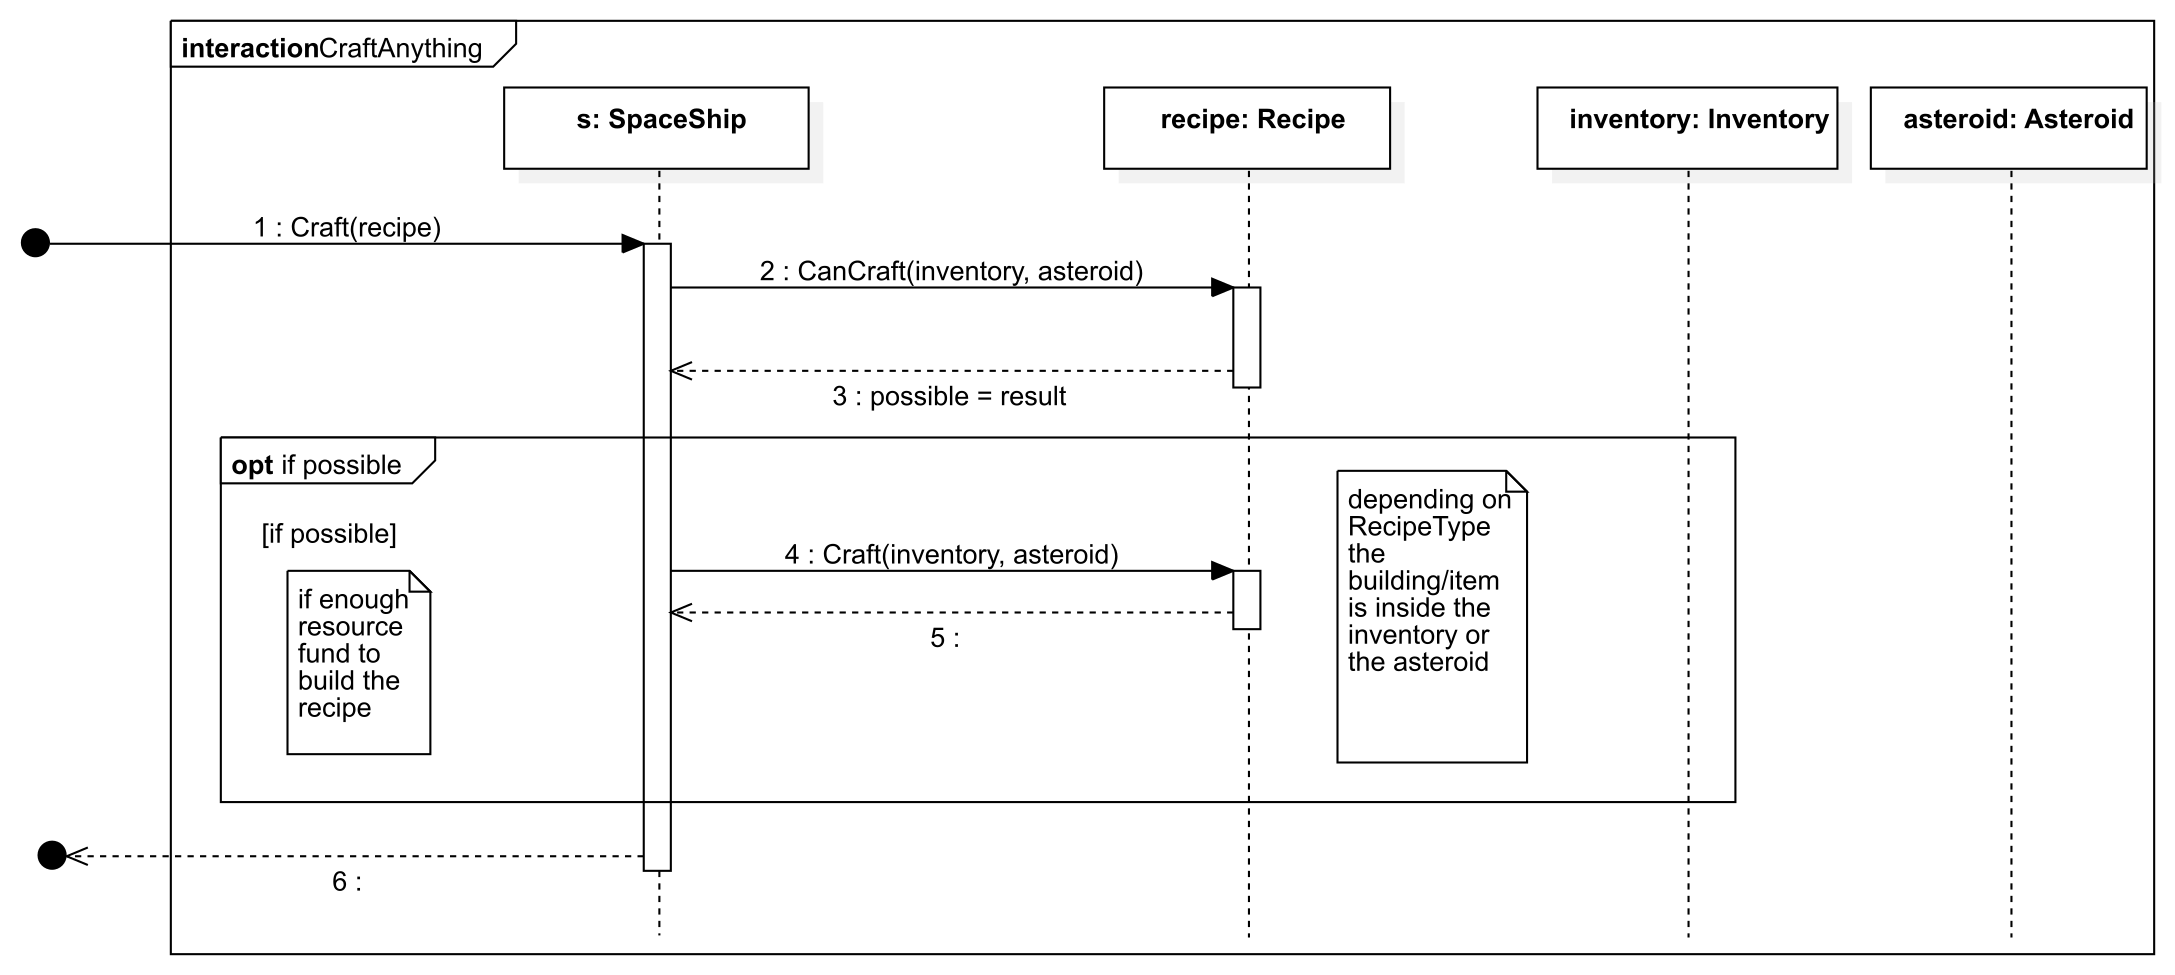 interactionCraftAnything
s: SpaceShip
recipe: Recipe
inventory: Inventory
asteroid: Asteroid
1 : Craft(recipe)
2 : CanCraft(inventory, asteroid)
3 : possible = result
opt if possible
[if possible]
if enough
resource
fund to
build the
recipe
4 : Craft(inventory, asteroid)
5 :
depending on
RecipeType
the
building/item
is inside the
inventory or
the asteroid
6 :